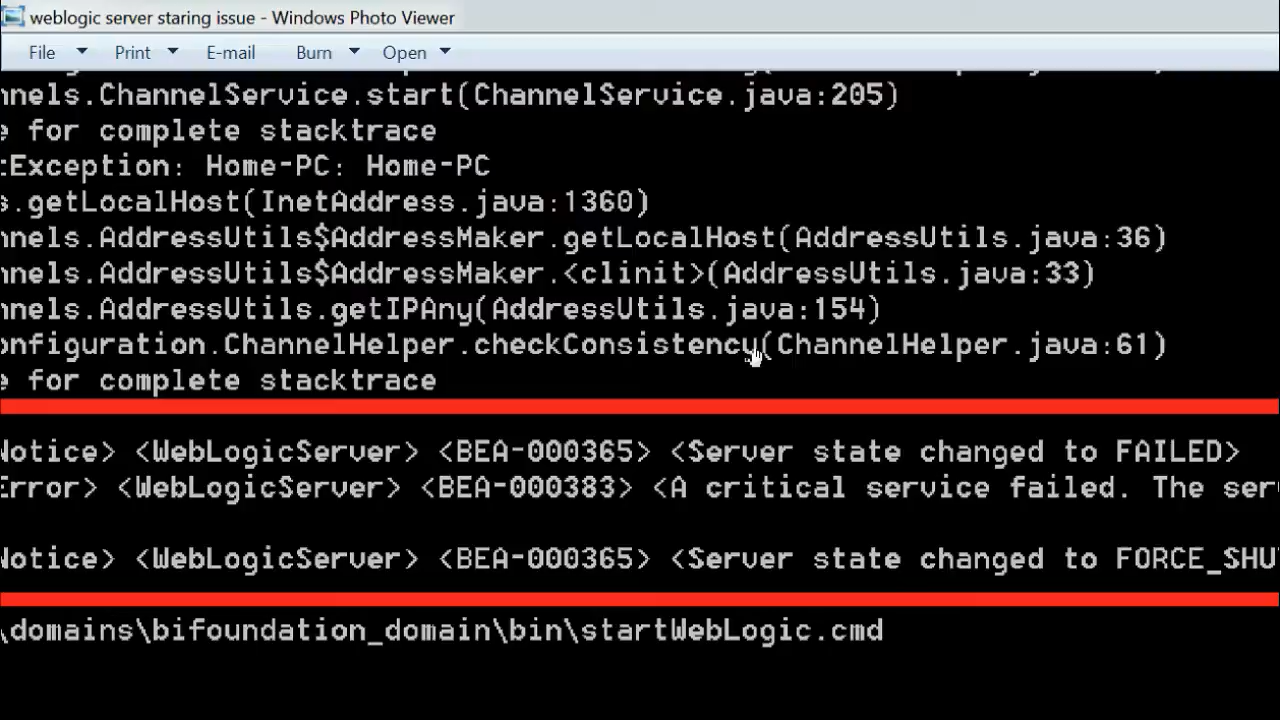 weblogic server staring issue - Windows Photo Viewer
File Print E-mail Burn Open
nnels.ChannelService.start(ChannelService.java:205)
e for complete stacktrace
tException: Home-PC: Home-PC
s.getLocalHost(InetAddress.java:1360)
nnels.AddressUtils$AddressMaker.getLocalHost(AddressUtils.java:36)
nnels.AddressUtils$AddressMaker.<clinit>(AddressUtils.java:33)
nnels.AddressUtils.getIPAny(AddressUtils.java:154)
onfiguration.ChannelHelper.checkConsistency(ChannelHelper.java:61)
e for complete stacktrace
Notice> <WebLogicServer> <BEA-000365> <Server state changed to FAILED>
Error> <WebLogicServer> <BEA-000383> <A critical service failed. The ser
Notice> <WebLogicServer> <BEA-000365> <Server state changed to FORCE_SHU
\domains\bifoundation_domain\bin\startWebLogic.cmd